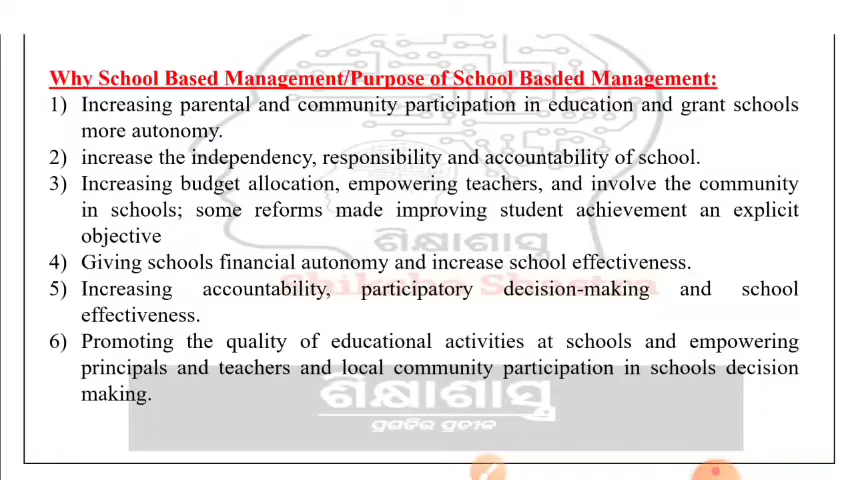 Why School Based Management/Purpose of School Basded Management:
1) Increasing parental and community participation in education and grant schools
more autonomy.
2) increase the independency, responsibility and accountability of school.
3) Increasing budget allocation, empowering teachers, and involve the community
in schools; some reforms made improving student achievement an explicit
objective
ଶିକ୍ଷାଶାସ୍ତ୍ର
4) Giving schools financial autonomy and increase school effectiveness.
Shiksha Shastra
5) Increasing accountability, participatory decision-making and school
effectiveness.
6) Promoting the quality of educational activities at schools and empowering
principals and teachers and local community participation in schools decision
making.
ଶିକ୍ଷାଶାସ୍ତ୍ର
ପ୍ରଗତିର ପ୍ରତୀକ